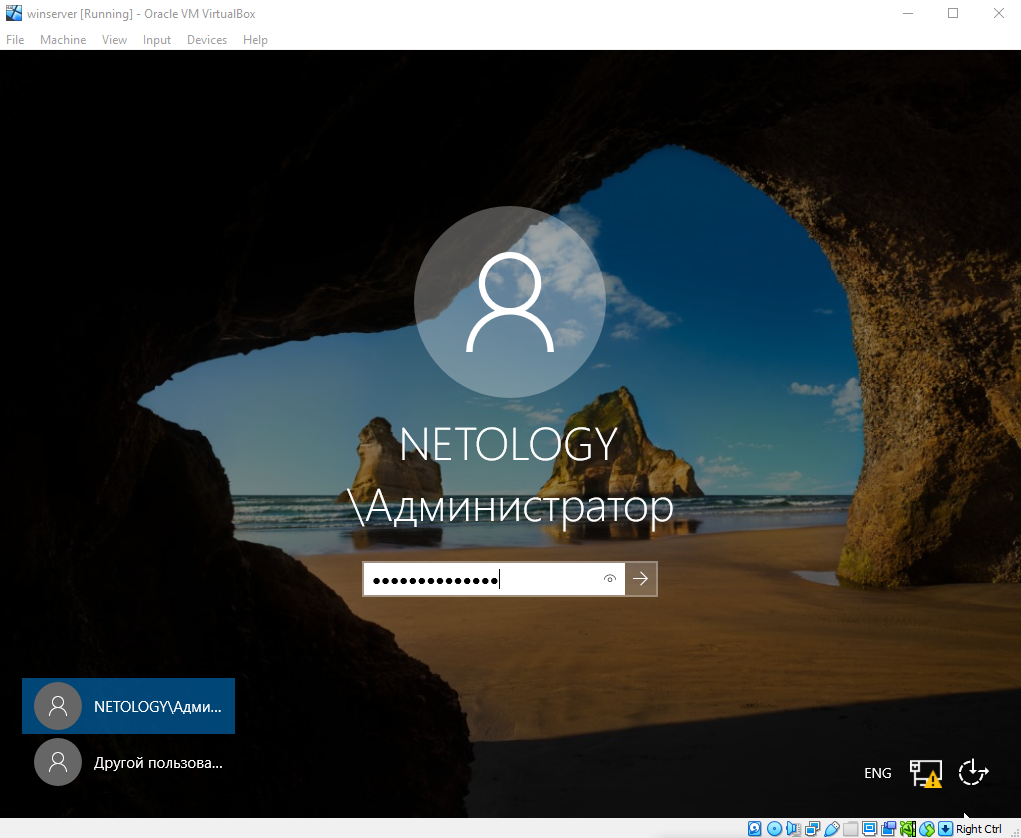 winserver [Running] - Oracle VM VirtualBox
File Machine View Input Devices Help
NETOLOGY
\Администратор
NETOLOGY\Адми...
Другой пользова...
ENG
Right Ctrl